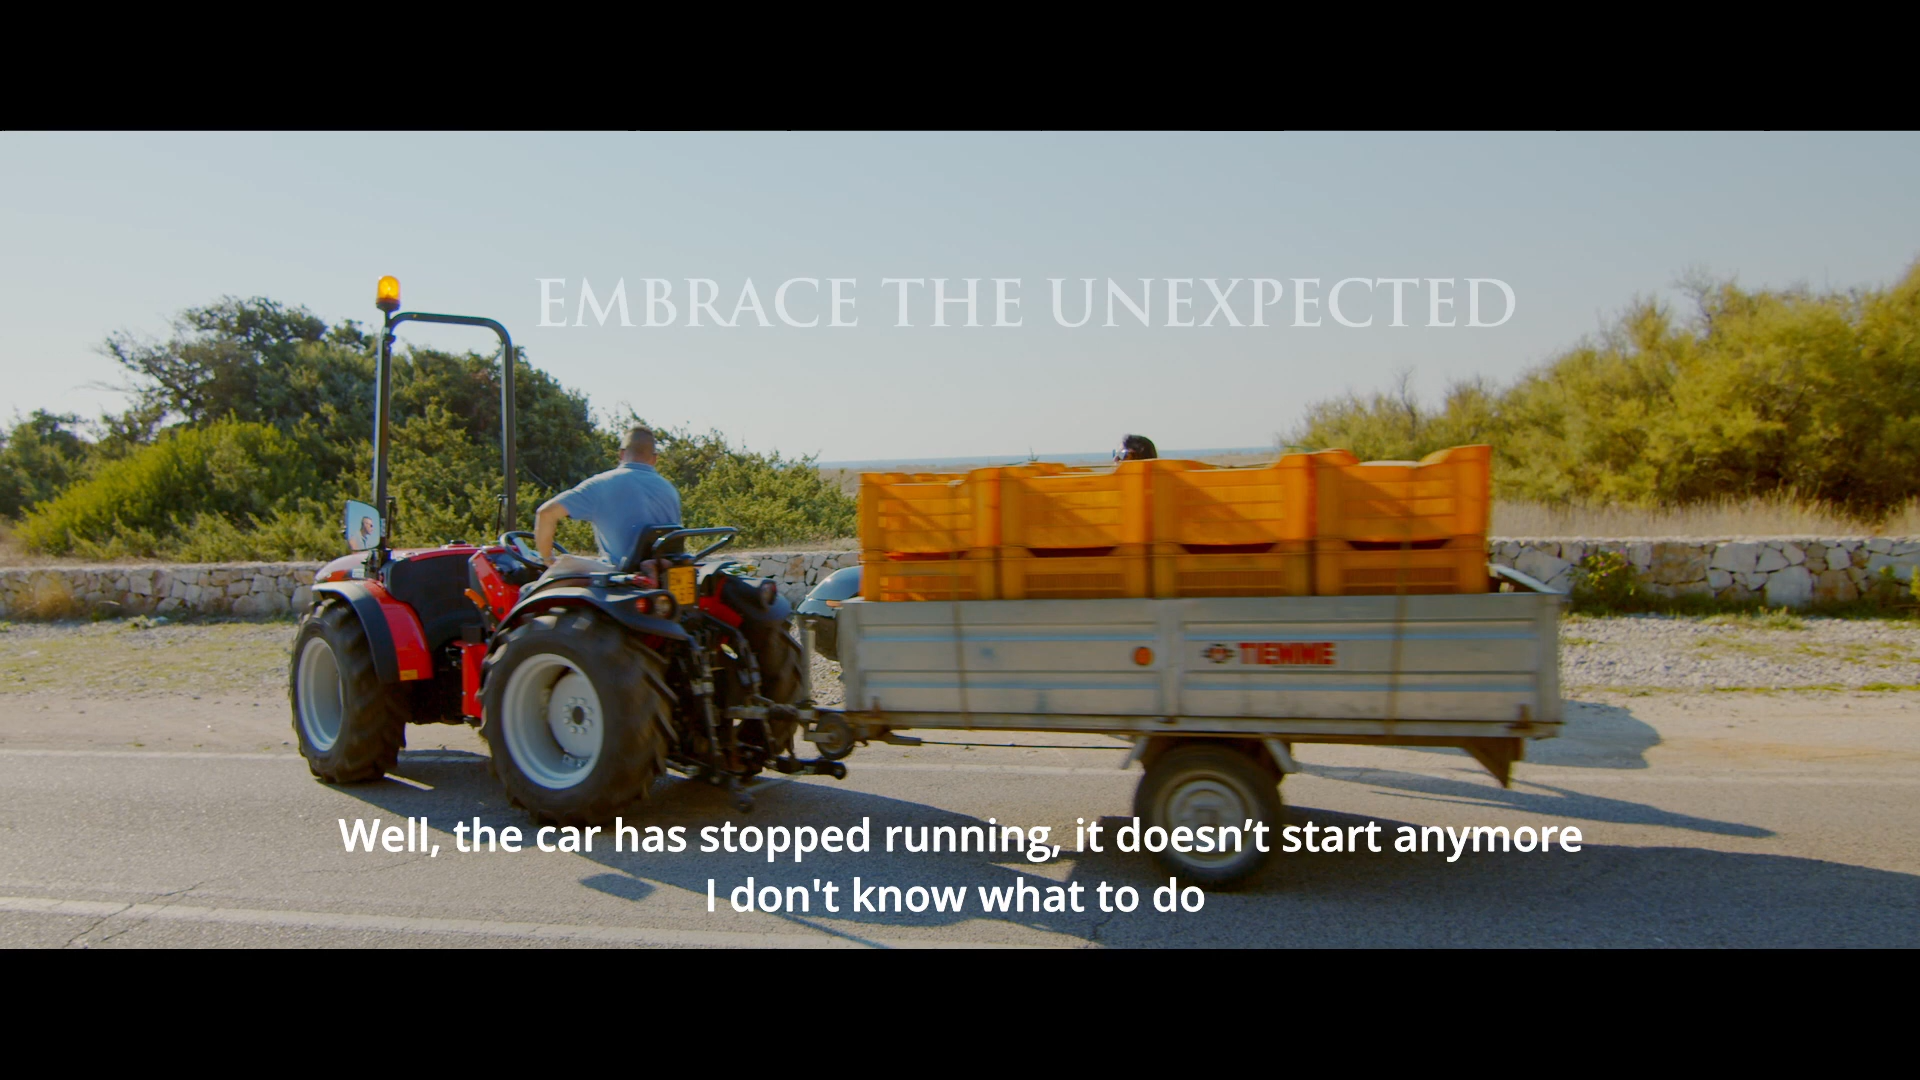 EMBRACE THE UNEXPECTED
TIEMME
Well, the car has stopped running, it doesn’t start anymore
I don't know what to do